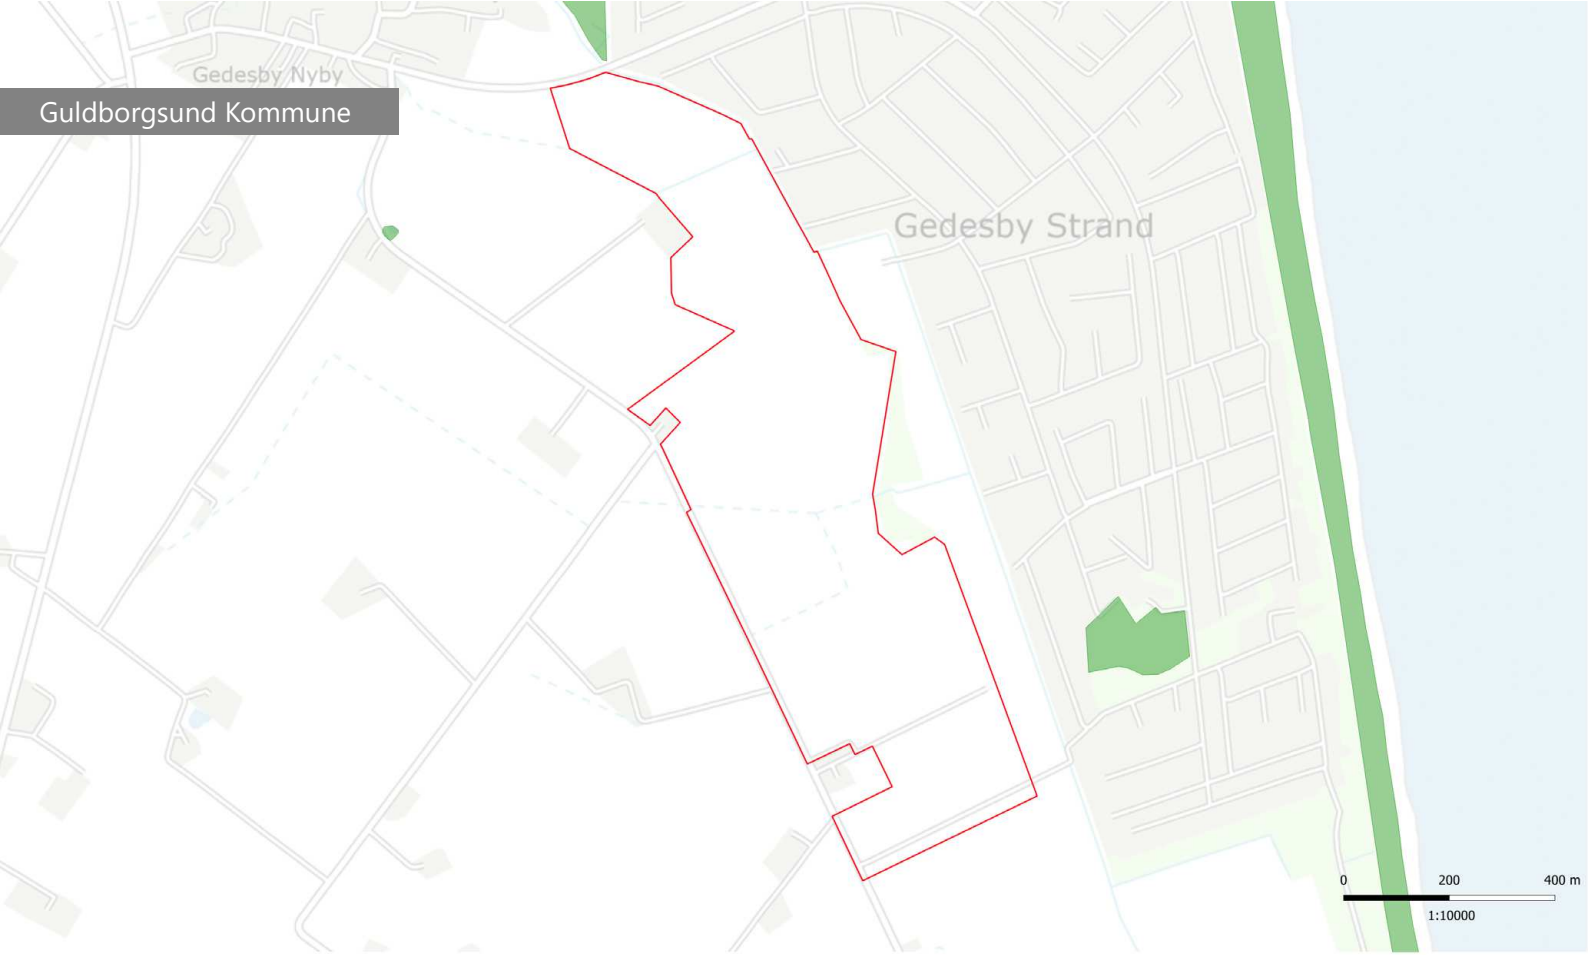 Gedesby Nyby
Guldborgsund Kommune
Gedesby Strand
0 200 400 m
1:10000